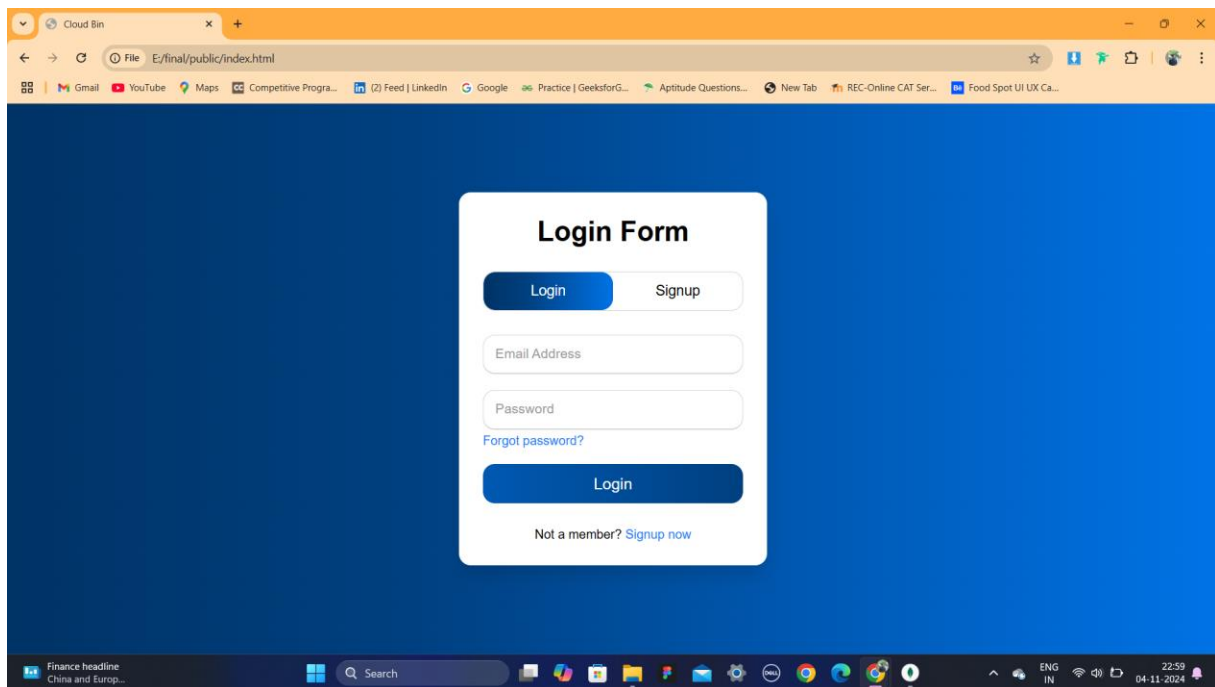 Cloud Bin
File E:/final/public/index.html
Gmail YouTube Maps Competitive Progra... (2) Feed | LinkedIn Google Practice | GeeksforG... Aptitude Questions... New Tab REC-Online CAT Ser... Food Spot UI UX Ca...
Login Form
Login Signup
Email Address
Password
Forgot password?
Login
Not a member? Signup now
Finance headline
China and Europ...
Search
ENG
IN
22:59
04-11-2024